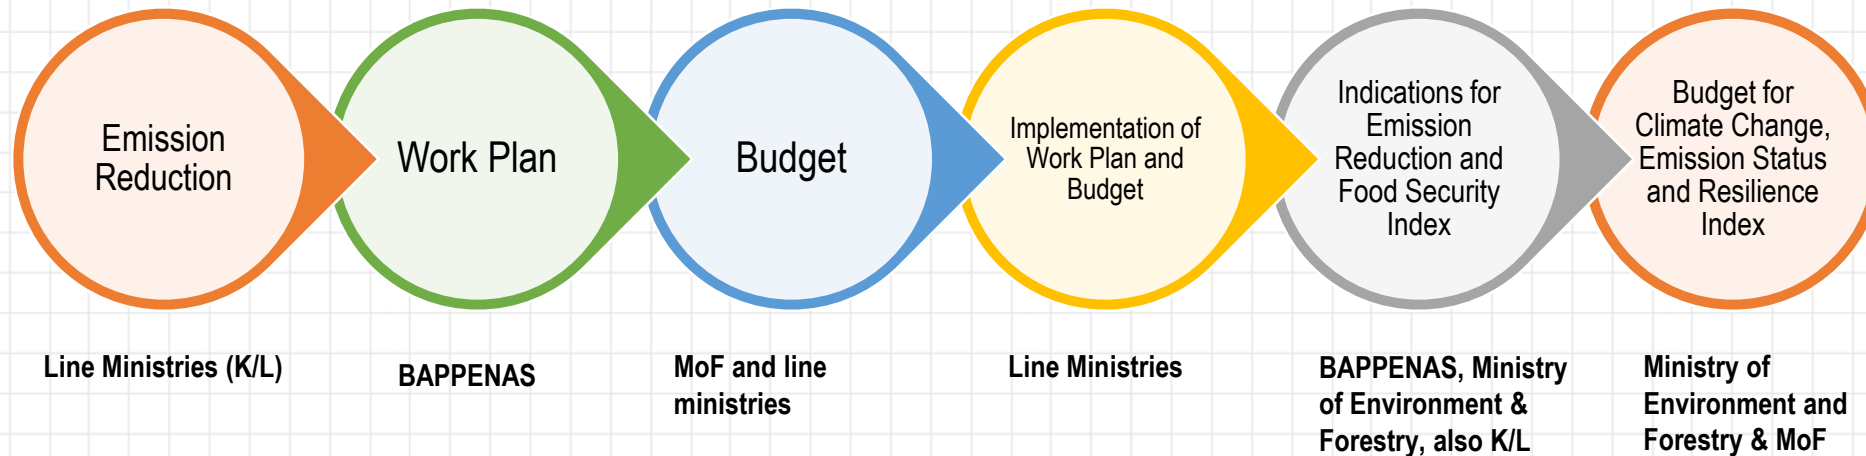 Emission
Reduction
Work Plan
Budget
Implementation of
Work Plan and
Budget
Indications for
Emission
Reduction and
Food Security
Index
Budget for
Climate Change,
Emission Status
and Resilience
Index
Line Ministries (K/L)
BAPPENAS
MoF and line
ministries
Line Ministries
BAPPENAS, Ministry
of Environment &
Forestry, also K/L
Ministry of
Environment and
Forestry & MoF